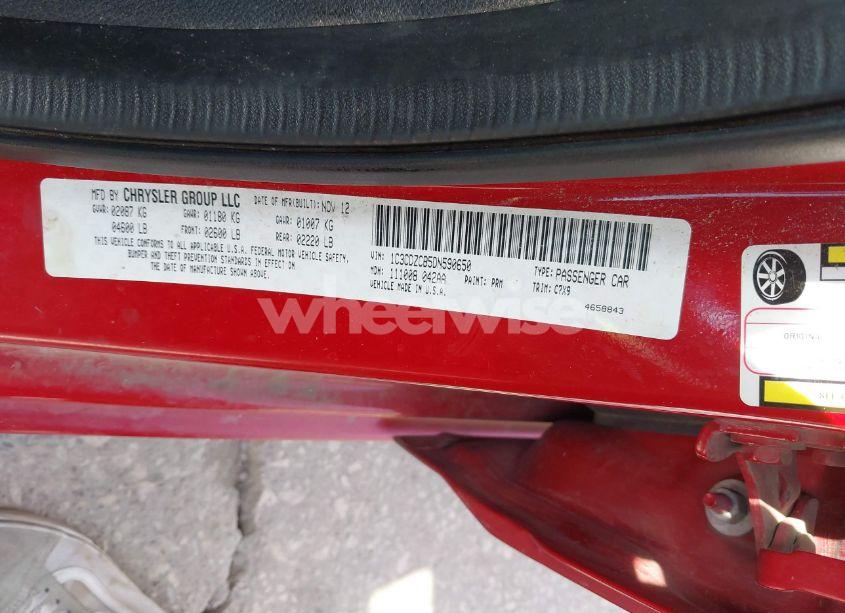 MFD BY CHRYSLER GROUP LLC DATE OF MFR(BUILT): NOV 12
GVWR: 02087 KG GAWR: 01180 KG GAWR: 01007 KG
04600 LB FRONT: 02600 LB REAR: 02220 LB
THIS VEHICLE CONFORMS TO ALL APPLICABLE U.S.A. FEDERAL MOTOR VEHICLE SAFETY,
BUMPER AND THEFT PREVENTION STANDARDS IN EFFECT ON
THE DATE OF MANUFACTURE SHOWN ABOVE.
VIN: 1C3CDZCB5DN590650 TYPE: PASSENGER CAR
MDH: 111008 042AA PAINT: PRM TRIM: C7X9
VEHICLE MADE IN U.S.A. 4658843
wheelwise